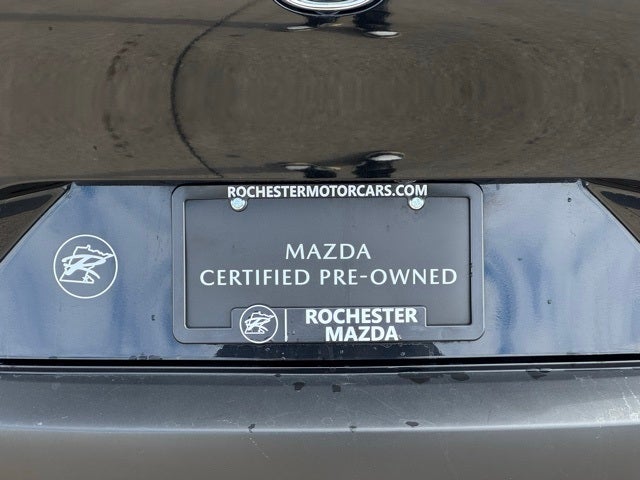 ROCHESTERMOTORCARS.COM
MAZDA
CERTIFIED PRE-OWNED
ROCHESTER
MAZDA